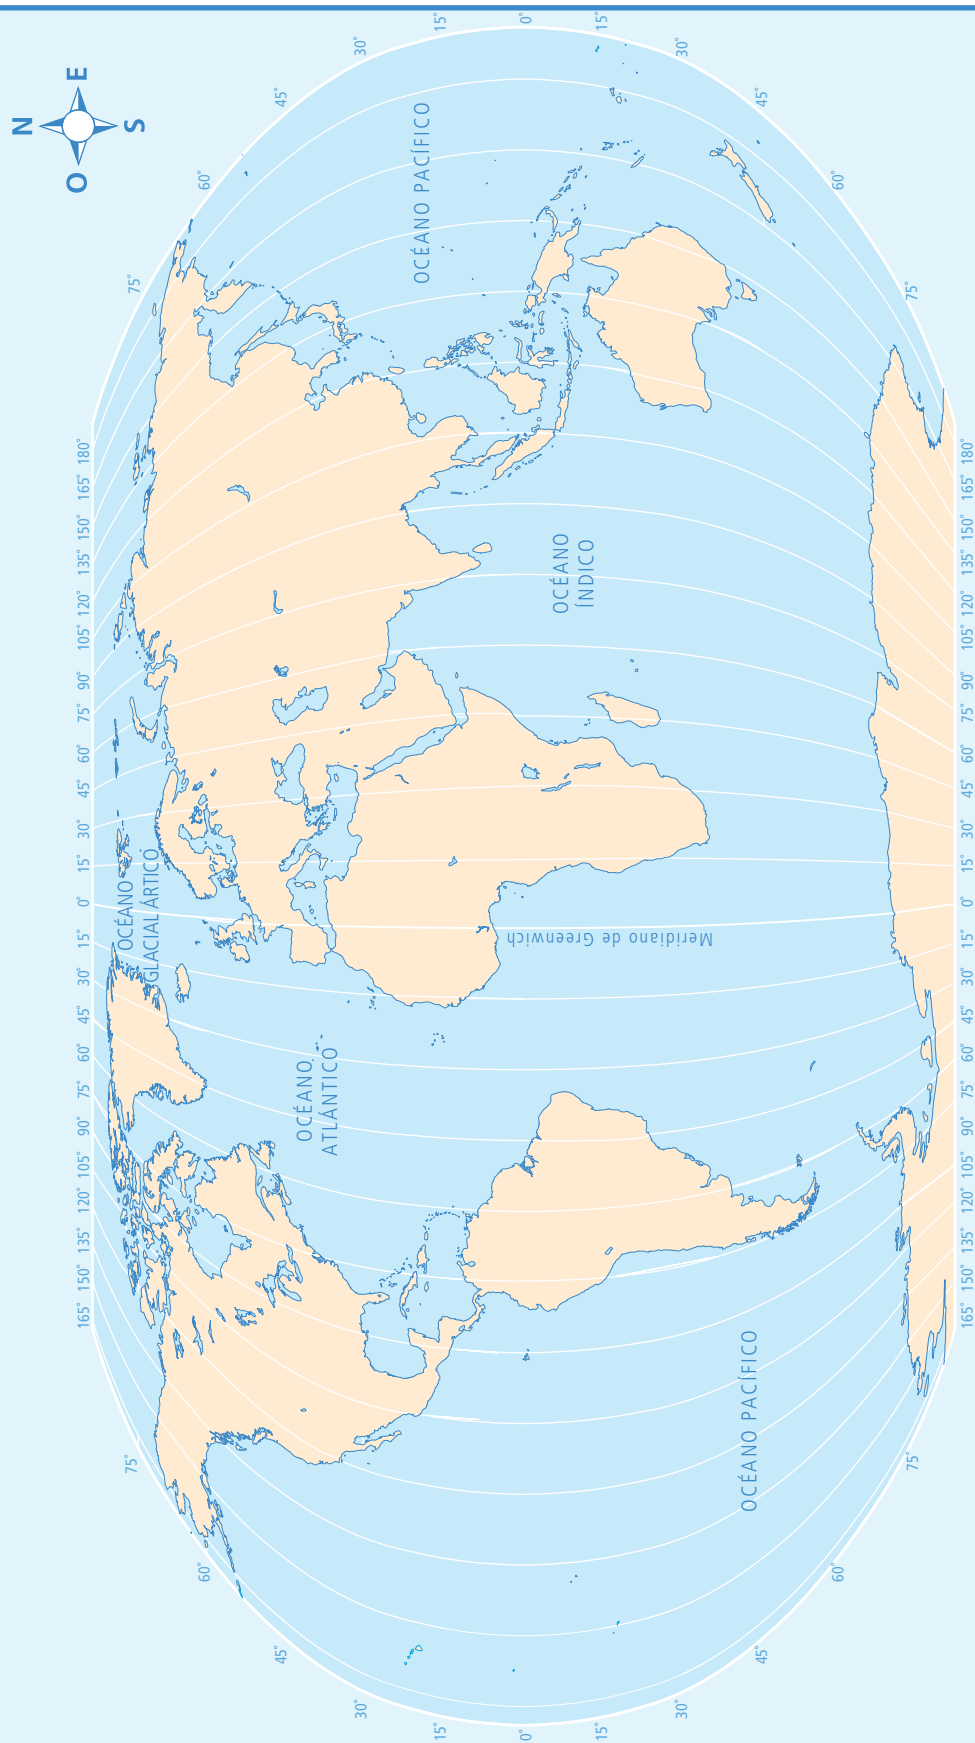 N
O E
S
165° 150° 135° 120° 105° 90° 75° 60° 45° 30° 15° 0° 15° 30° 45° 60° 75° 90° 105° 120° 135° 150° 165° 180°
75° 75°
OCÉANO
GLACIAL ÁRTICO
60° 60°
45° 45°
OCÉANO
ATLÁNTICO
30° 30°
OCÉANO PACÍFICO
15° 15°
0° 0°
Meridiano de Greenwich
OCÉANO
ÍNDICO
15° 15°
30° 30°
OCÉANO PACÍFICO
45° 45°
60° 60°
75° 75°
165° 150° 135° 120° 105° 90° 75° 60° 45° 30° 15° 0° 15° 30° 45° 60° 75° 90° 105° 120° 135° 150° 165° 180°